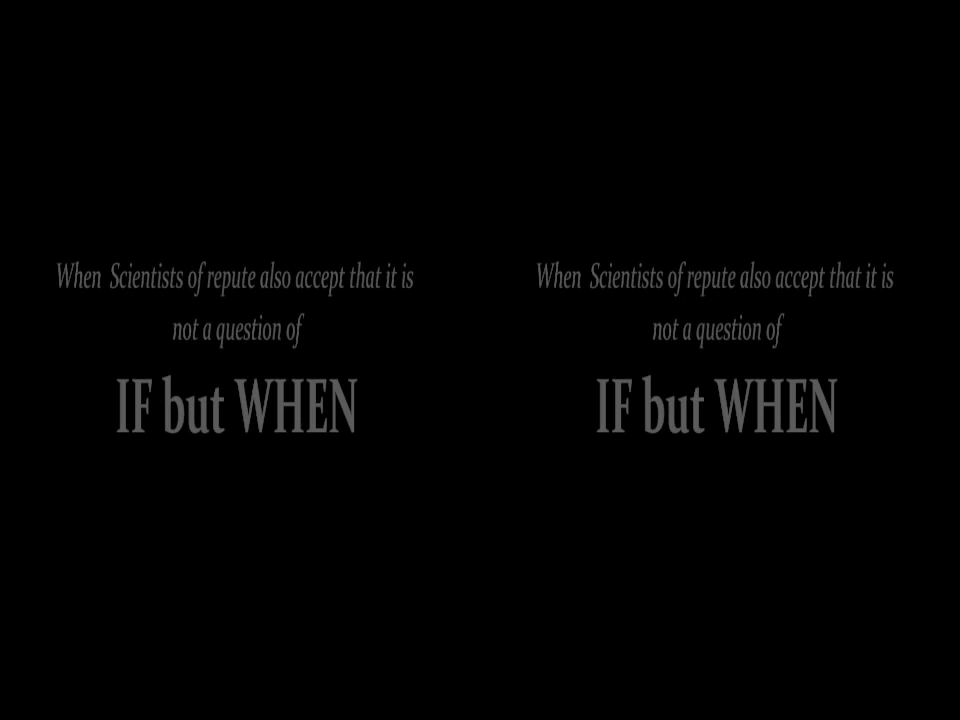 When Scientists of repute also accept that it is
not a question of
IF but WHEN
When Scientists of repute also accept that it is
not a question of
IF but WHEN